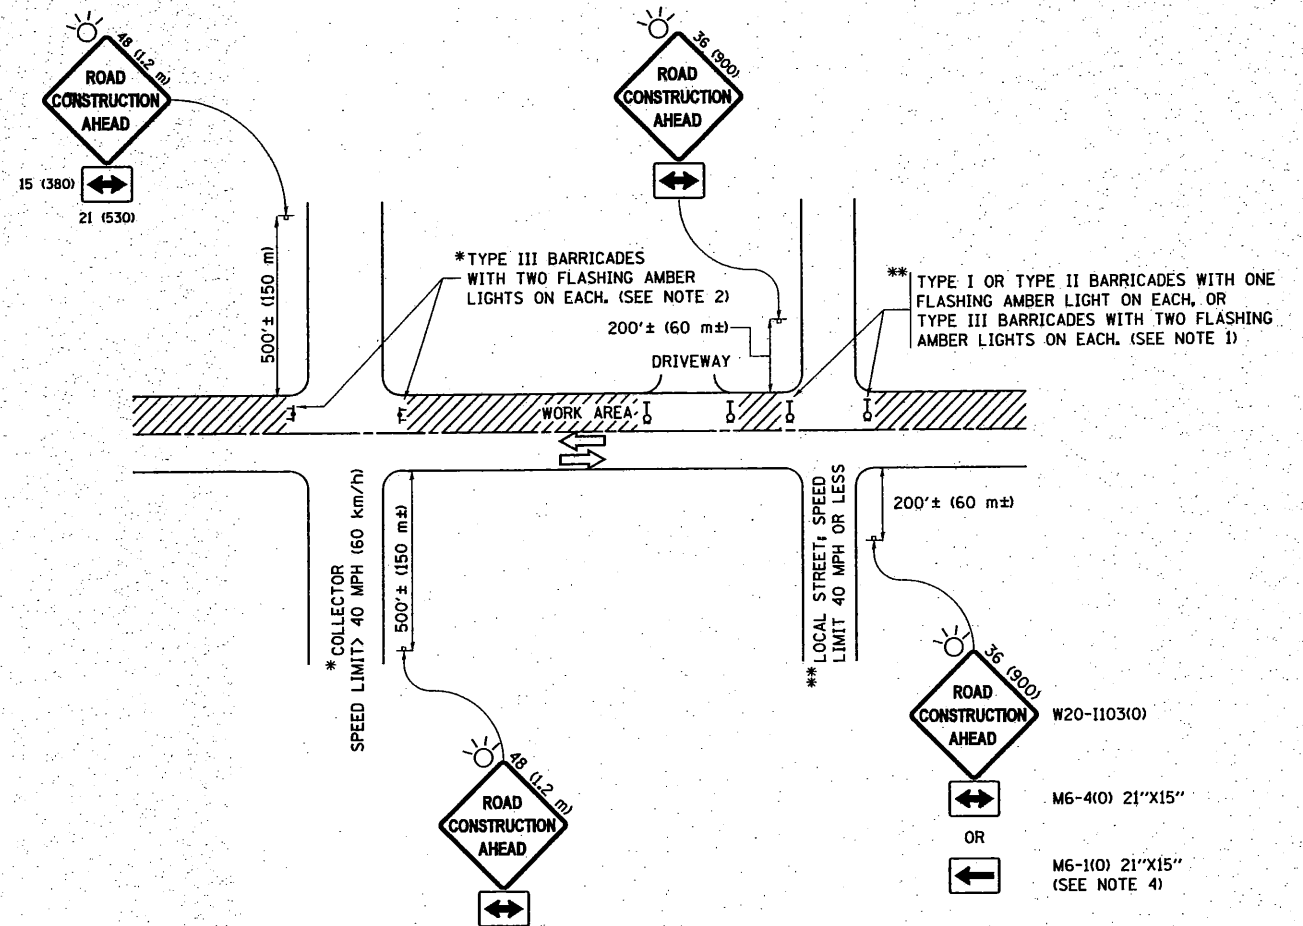 48 (1.2 m)
ROAD
CONSTRUCTION
AHEAD
15 (380)
21 (530)
36 (900)
ROAD
CONSTRUCTION
AHEAD
500'± (150 m)
*TYPE III BARRICADES
WITH TWO FLASHING AMBER
LIGHTS ON EACH. (SEE NOTE 2)
200'± (60 m±)
DRIVEWAY
** TYPE I OR TYPE II BARRICADES WITH ONE
FLASHING AMBER LIGHT ON EACH, OR
TYPE III BARRICADES WITH TWO FLASHING
AMBER LIGHTS ON EACH. (SEE NOTE 1)
WORK AREA
*COLLECTOR
SPEED LIMIT> 40 MPH (60 km/h)
500'± (150 m±)
**LOCAL STREET; SPEED
LIMIT 40 MPH OR LESS
200'± (60 m±)
48 (1.2 m)
ROAD
CONSTRUCTION
AHEAD
36 (900)
ROAD
CONSTRUCTION
AHEAD
W20-I103(0)
M6-4(0) 21"X15"
OR
M6-1(0) 21"X15"
(SEE NOTE 4)